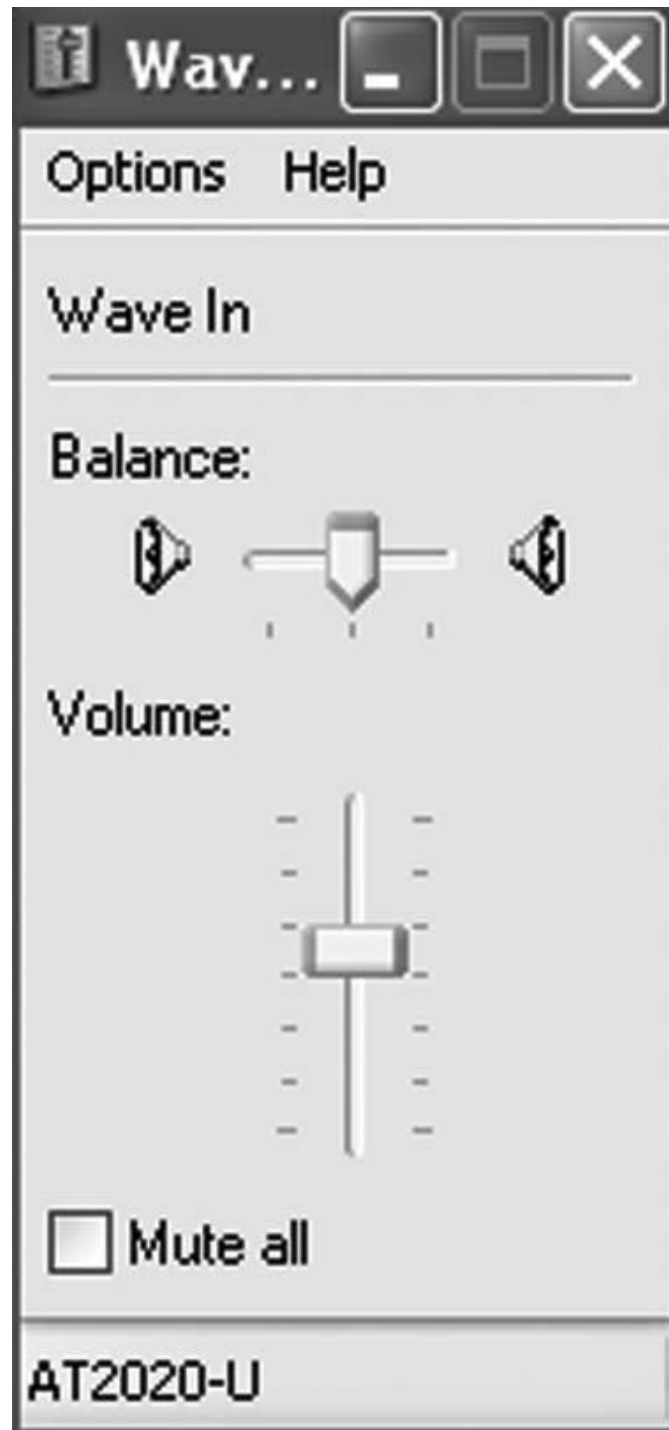 Wav...
Options Help
Wave In
Balance:
Volume:
Mute all
AT2020-U